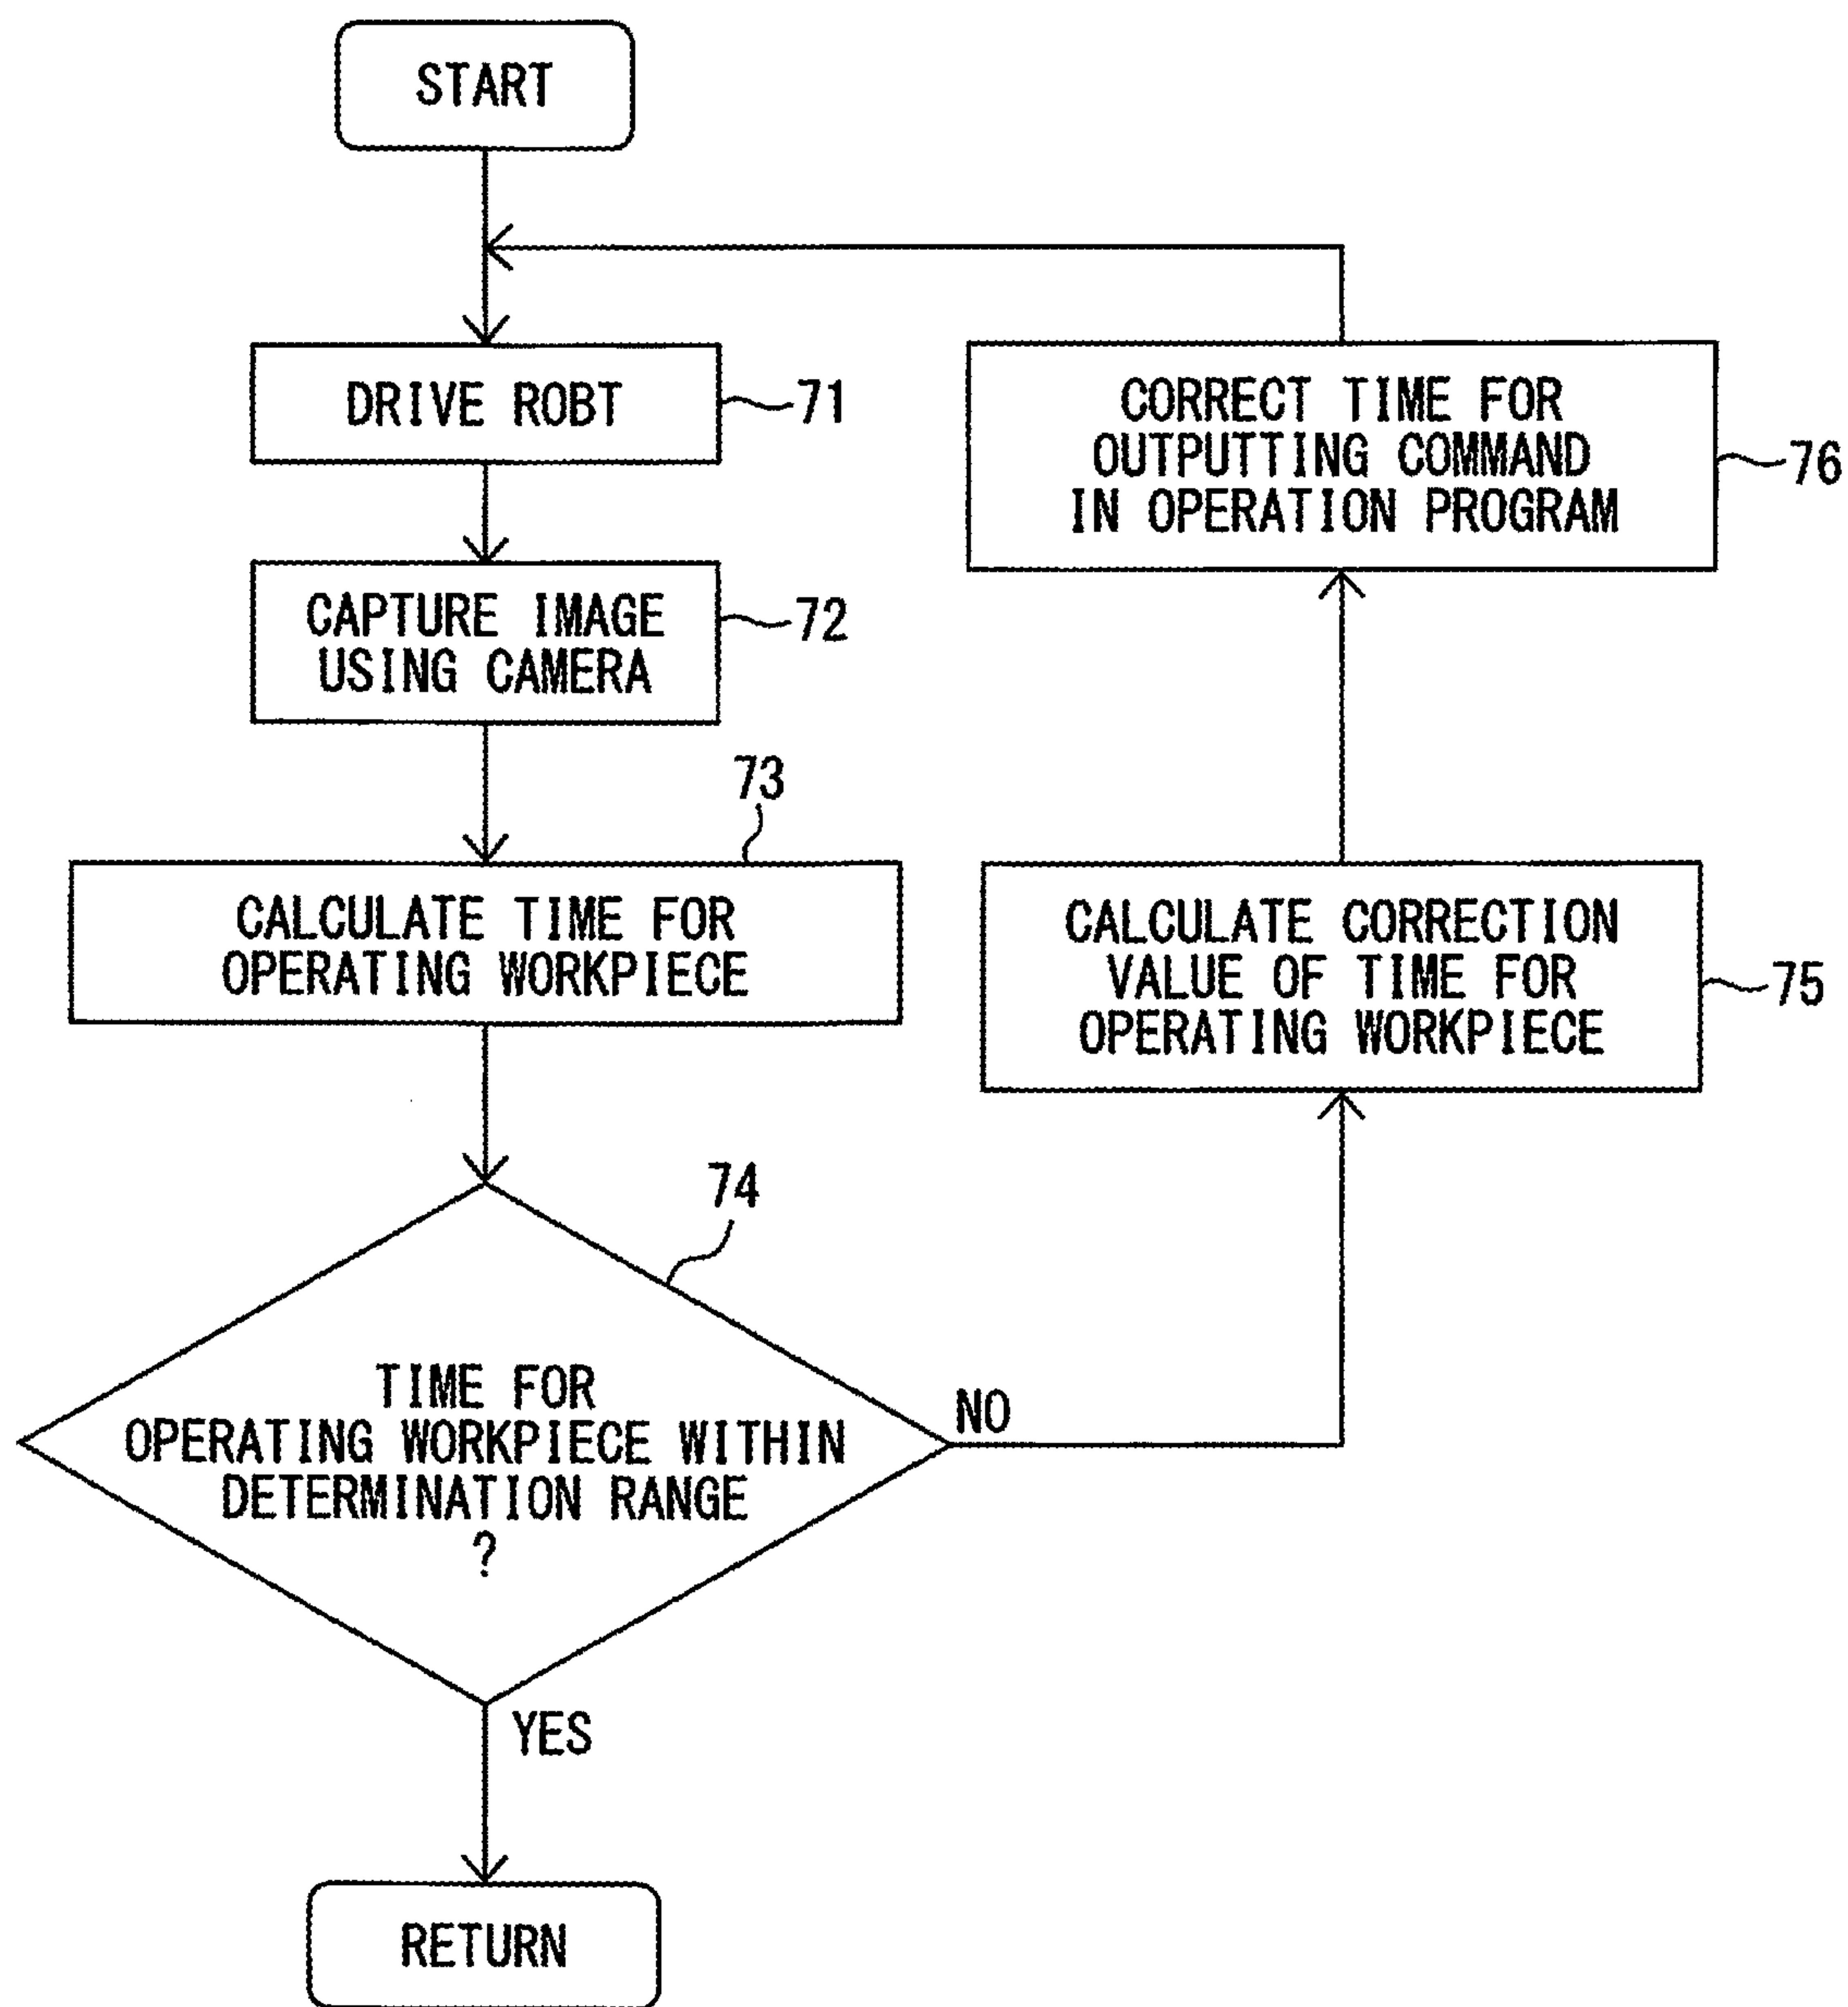 START
DRIVE ROBT
71
CAPTURE IMAGE
USING CAMERA
72
73
CALCULATE TIME FOR
OPERATING WORKPIECE
74
TIME FOR
OPERATING WORKPIECE WITHIN
DETERMINATION RANGE
?
NO
YES
RETURN
CALCULATE CORRECTION
VALUE OF TIME FOR
OPERATING WORKPIECE
75
CORRECT TIME FOR
OUTPUTTING COMMAND
IN OPERATION PROGRAM
76